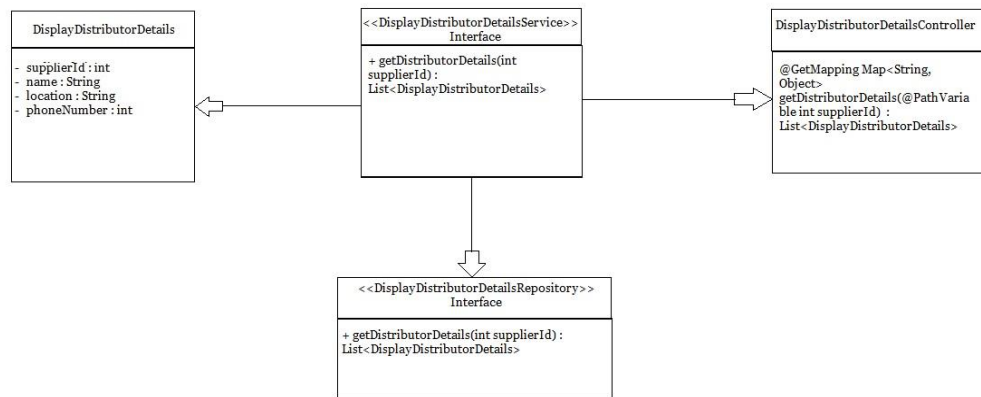 DisplayDistributorDetails
- supplierId : int
- name : String
- location : String
- phoneNumber : int
<<DisplayDistributorDetailsService>>
Interface
+ getDistributorDetails(int
supplierId) :
List<DisplayDistributorDetails>
DisplayDistributorDetailsController
@GetMapping Map<String,
Object>
getDistributorDetails(@PathVaria
ble int supplierId) :
List<DisplayDistributorDetails>
<<DisplayDistributorDetailsRepository>>
Interface
+ getDistributorDetails(int supplierId) :
List<DisplayDistributorDetails>